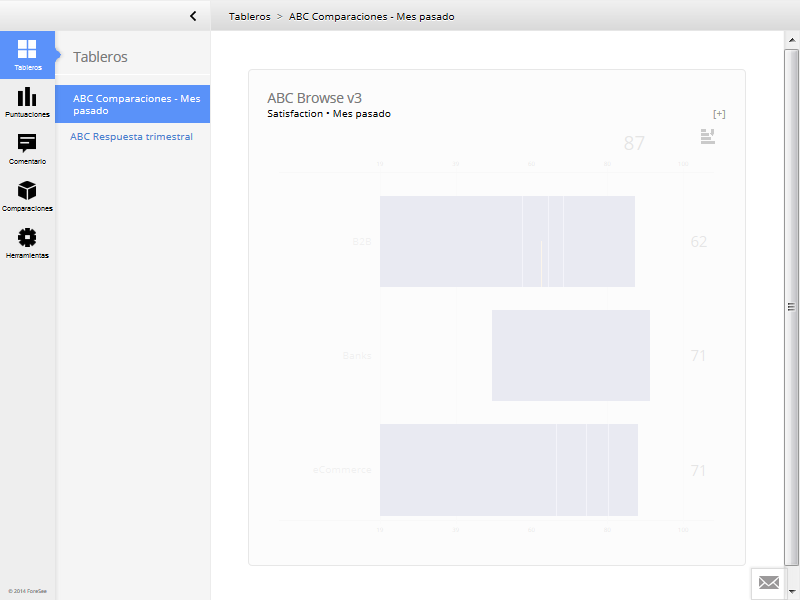 Tableros > ABC Comparaciones - Mes pasado
Tableros
Tableros
Puntuaciones
Comentario
Comparaciones
Herramientas
ABC Comparaciones - Mes
pasado
ABC Respuesta trimestral
ABC Browse v3
Satisfaction • Mes pasado
[+]
87
B2B
62
Banks
71
eCommerce
71
© 2014 ForeSee